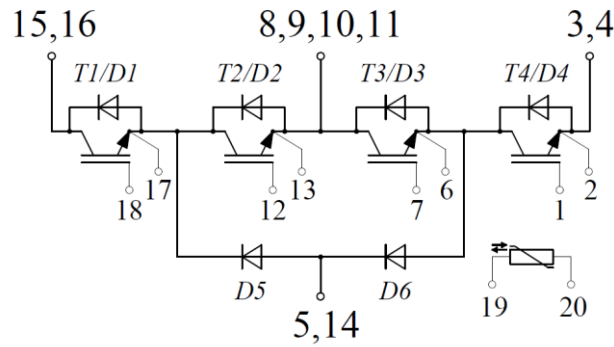 15,16 8,9,10,11 3,4
T1/D1 T2/D2 T3/D3 T4/D4
17 13 6 2
18 12 7 1
D5 D6
19 20
5,14